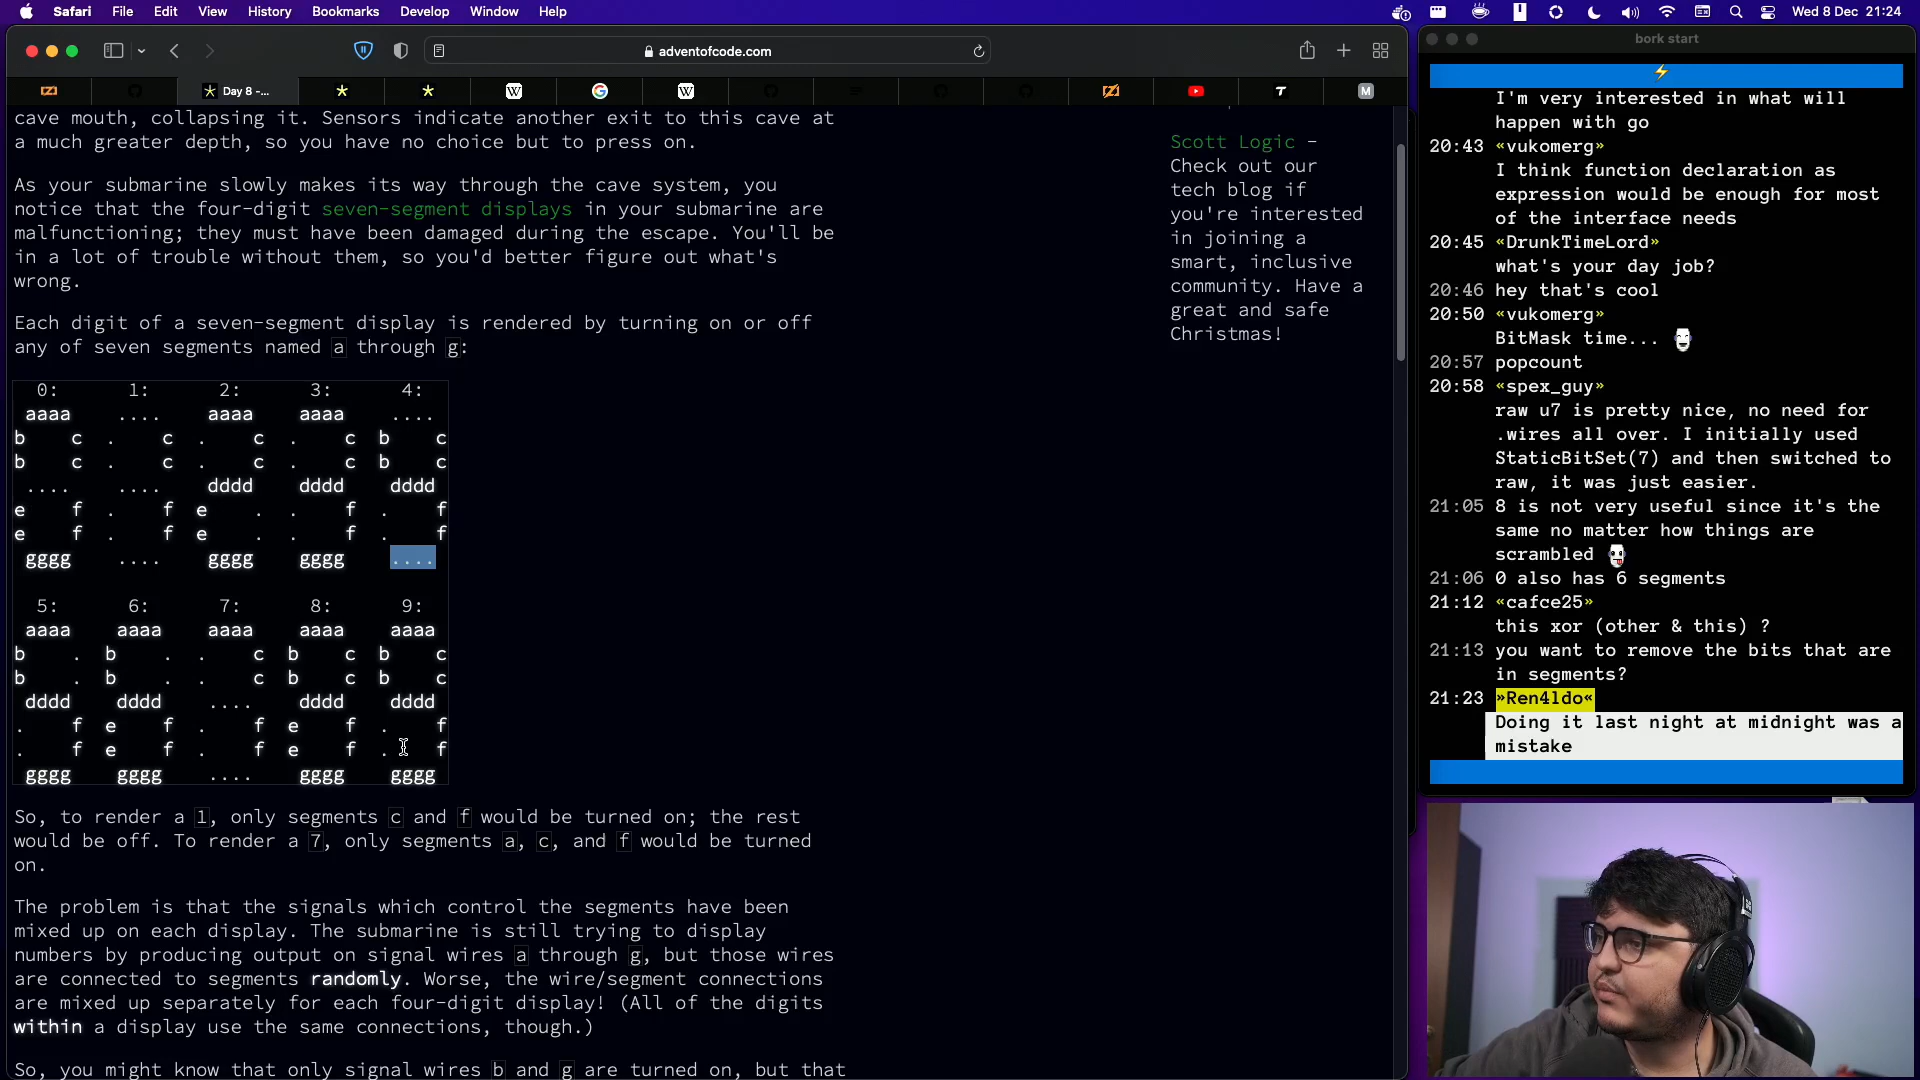 Safari File Edit View History Bookmarks Develop Window Help Wed 8 Dec 21:24
adventofcode.com
Day 8 -...
cave mouth, collapsing it. Sensors indicate another exit to this cave at
a much greater depth, so you have no choice but to press on.
As your submarine slowly makes its way through the cave system, you
notice that the four-digit seven-segment displays in your submarine are
malfunctioning; they must have been damaged during the escape. You'll be
in a lot of trouble without them, so you'd better figure out what's
wrong.
Each digit of a seven-segment display is rendered by turning on or off
any of seven segments named a through g:
0: 1: 2: 3: 4:
aaaa .... aaaa aaaa ....
b c . c . c . c b c
b c . c . c . c b c
.... .... dddd dddd dddd
e f . f e . . f . f
e f . f e . . f . f
gggg .... gggg gggg ....
5: 6: 7: 8: 9:
aaaa aaaa aaaa aaaa aaaa
b . b . . c b c b c
b . b . . c b c b c
dddd dddd .... dddd dddd
. f e f . f e f . f
. f e f . f e f . f
gggg gggg .... gggg gggg
So, to render a 1, only segments c and f would be turned on; the rest
would be off. To render a 7, only segments a, c, and f would be turned
on.
The problem is that the signals which control the segments have been
mixed up on each display. The submarine is still trying to display
numbers by producing output on signal wires a through g, but those wires
are connected to segments randomly. Worse, the wire/segment connections
are mixed up separately for each four-digit display! (All of the digits
within a display use the same connections, though.)
So, you might know that only signal wires b and g are turned on, but that
Scott Logic -
Check out our
tech blog if
you're interested
in joining a
smart, inclusive
community. Have a
great and safe
Christmas!
bork start
I'm very interested in what will
happen with go
20:43 «vukomerg»
I think function declaration as
expression would be enough for most
of the interface needs
20:45 «DrunkTimeLord»
what's your day job?
20:46 hey that's cool
20:50 «vukomerg»
BitMask time...
20:57 popcount
20:58 «spex_guy»
raw u7 is pretty nice, no need for
.wires all over. I initially used
StaticBitSet(7) and then switched to
raw, it was just easier.
21:05 8 is not very useful since it's the
same no matter how things are
scrambled
21:06 0 also has 6 segments
21:12 «cafce25»
this xor (other & this) ?
21:13 you want to remove the bits that are
in segments?
21:23 »Ren4ldo«
Doing it last night at midnight was a
mistake